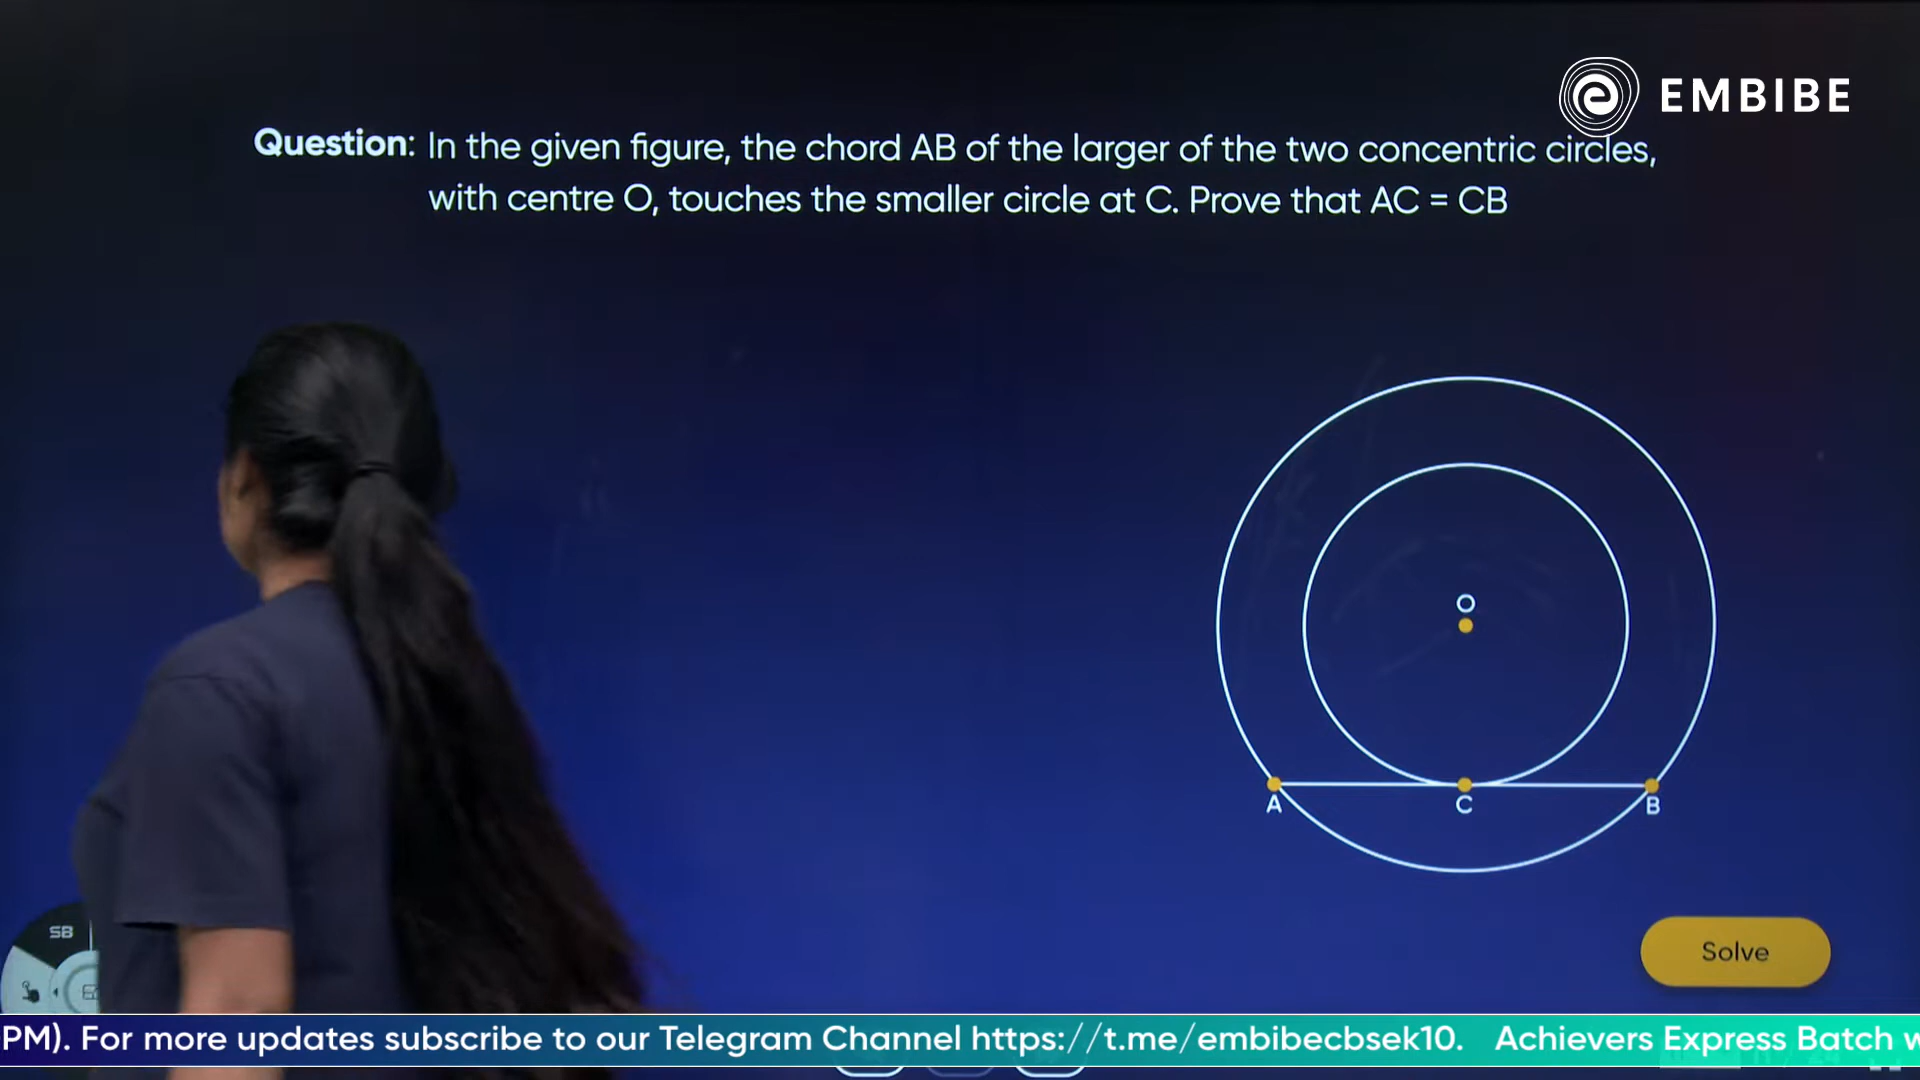 EMBIBE
Question: In the given figure, the chord AB of the larger of the two concentric circles,
with centre O, touches the smaller circle at C. Prove that AC = CB
O
A
C
B
Solve
SB
PM). For more updates subscribe to our Telegram Channel https://t.me/embibecbsek10. Achievers Express Batch